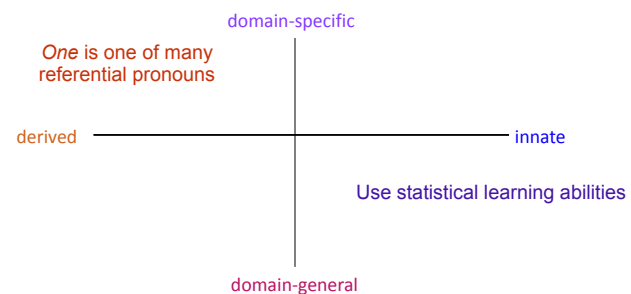 domain-specific
One is one of many
referential pronouns
derived
innate
Use statistical learning abilities
domain-general